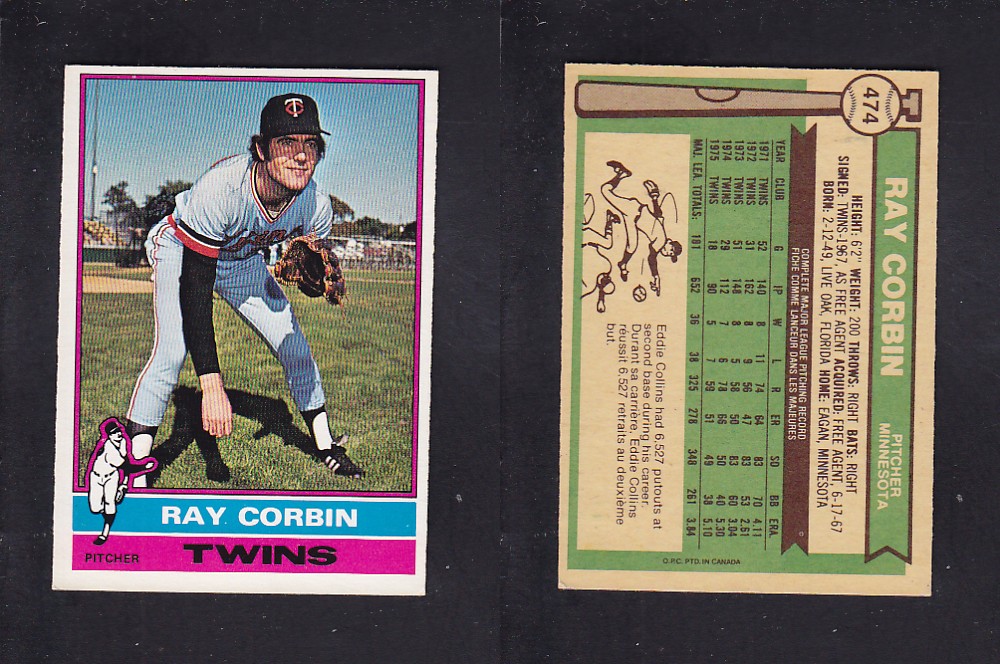 TC
RAY CORBIN
PITCHER
TWINS
474
RAY CORBIN
PITCHER
MINNESOTA
HEIGHT: 6'2" WEIGHT: 200 THROWS: RIGHT BATS: RIGHT
SIGNED: TWINS-1967, AS FREE AGENT ACQUIRED: FREE AGENT, 6-17-67
BORN: 2-12-49, LIVE OAK, FLORIDA HOME: EAGAN, MINNESOTA
COMPLETE MAJOR LEAGUE PITCHING RECORD
FICHE COMME LANCEUR DANS LES MAJEURES
©
YEAR CLUB G IP W L R ER SO BB ERA.
1971 TWINS 52 140 8 11 74 64 83 70 4.11
1972 TWINS 31 162 8 9 56 47 83 53 2.61
1973 TWINS 51 148 8 5 58 50 83 60 3.04
1974 TWINS 29 112 7 6 78 66 50 40 5.30
1975 TWINS 18 90 5 7 59 51 49 38 5.10
MAJ. LEA. TOTALS: 181 652 36 38 325 278 348 261 3.84
Eddie Collins had 6,527 putouts at
second base during his career.
Durant sa carrière, Eddie Collins
réussit 6,527 retraits au deuxième
but.
O.P.C. PTD. IN CANADA